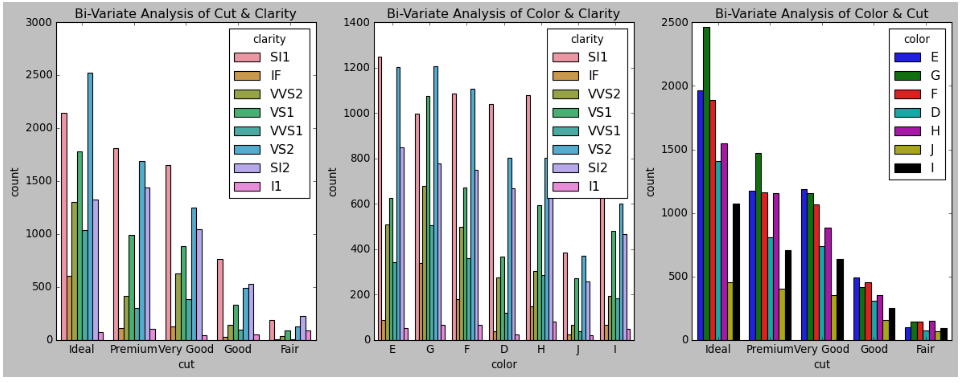 Bi-Variate Analysis of Cut & Clarity
3000
2500
2000
1500
1000
500
0
count
Ideal Premium Very Good Good Fair
cut
clarity
SI1
IF
VVS2
VS1
VVS1
VS2
SI2
I1
Bi-Variate Analysis of Color & Clarity
1400
1200
1000
800
600
400
200
0
count
E G F D H J I
color
clarity
SI1
IF
VVS2
VS1
VVS1
VS2
SI2
I1
Bi-Variate Analysis of Color & Cut
2500
2000
1500
1000
500
0
count
Ideal Premium Very Good Good Fair
cut
color
E
G
F
D
H
J
I